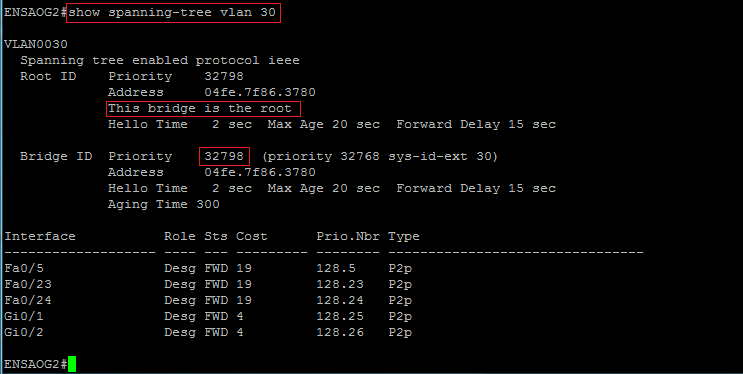 ENSAOG2#show spanning-tree vlan 30
VLAN0030
Spanning tree enabled protocol ieee
Root ID Priority 32798
Address 04fe.7f86.3780
This bridge is the root
Hello Time 2 sec Max Age 20 sec Forward Delay 15 sec
Bridge ID Priority 32798 (priority 32768 sys-id-ext 30)
Address 04fe.7f86.3780
Hello Time 2 sec Max Age 20 sec Forward Delay 15 sec
Aging Time 300
Interface Role Sts Cost Prio.Nbr Type
------------------- ---- --- --------- -------- --------------------------------
Fa0/5 Desg FWD 19 128.5 P2p
Fa0/23 Desg FWD 19 128.23 P2p
Fa0/24 Desg FWD 19 128.24 P2p
Gi0/1 Desg FWD 4 128.25 P2p
Gi0/2 Desg FWD 4 128.26 P2p
ENSAOG2#